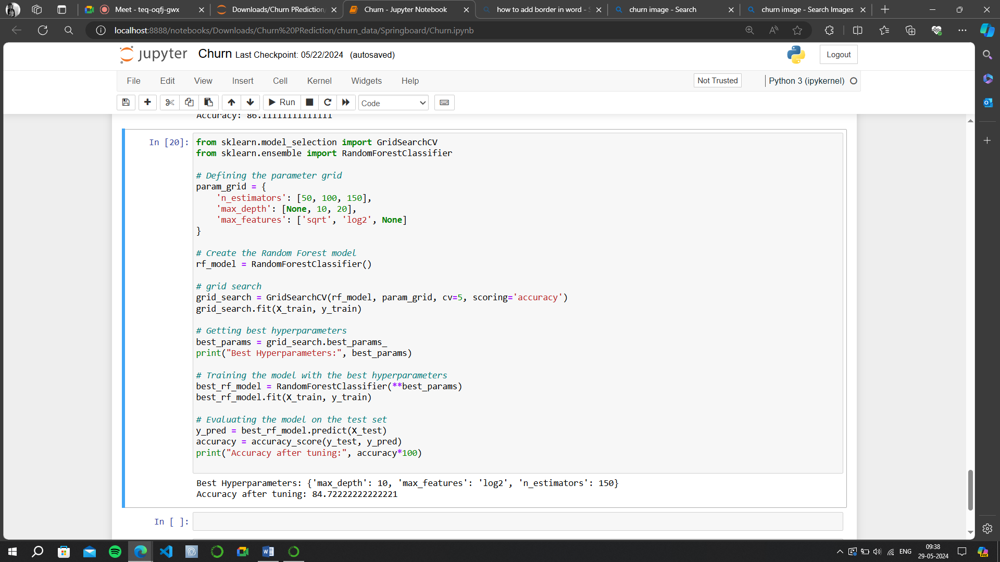 Meet - teq-oqfj-gwx
Downloads/Churn PRediction/
Churn - Jupyter Notebook
how to add border in word - S
churn image - Search
churn image - Search Images
localhost:8888/notebooks/Downloads/Churn%20PRediction/churn_data/Springboard/Churn.ipynb
jupyter Churn Last Checkpoint: 05/22/2024 (autosaved)
Logout
File Edit View Insert Cell Kernel Widgets Help
Not Trusted
Python 3 (ipykernel)
Run
Code
Accuracy: 86.11111111111111
In [20]:
from sklearn.model_selection import GridSearchCV
from sklearn.ensemble import RandomForestClassifier
# Defining the parameter grid
param_grid = {
'n_estimators': [50, 100, 150],
'max_depth': [None, 10, 20],
'max_features': ['sqrt', 'log2', None]
}
# Create the Random Forest model
rf_model = RandomForestClassifier()
# grid search
grid_search = GridSearchCV(rf_model, param_grid, cv=5, scoring='accuracy')
grid_search.fit(X_train, y_train)
# Getting best hyperparameters
best_params = grid_search.best_params_
print("Best Hyperparameters:", best_params)
# Training the model with the best hyperparameters
best_rf_model = RandomForestClassifier(**best_params)
best_rf_model.fit(X_train, y_train)
# Evaluating the model on the test set
y_pred = best_rf_model.predict(X_test)
accuracy = accuracy_score(y_test, y_pred)
print("Accuracy after tuning:", accuracy*100)
Best Hyperparameters: {'max_depth': 10, 'max_features': 'log2', 'n_estimators': 150}
Accuracy after tuning: 84.72222222222221
In [ ]:
ENG
09:38
29-05-2024